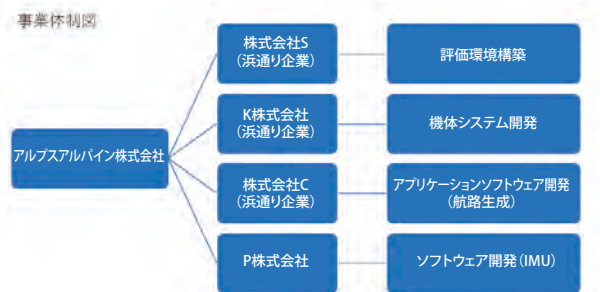 事業体制図
株式会社S
(浜通り企業)
評価環境構築
K株式会社
(浜通り企業)
機体システム開発
アルプスアルパイン株式会社
株式会社C
(浜通り企業)
アプリケーションソフトウェア開発
(航路生成)
P株式会社
ソフトウェア開発(IMU)